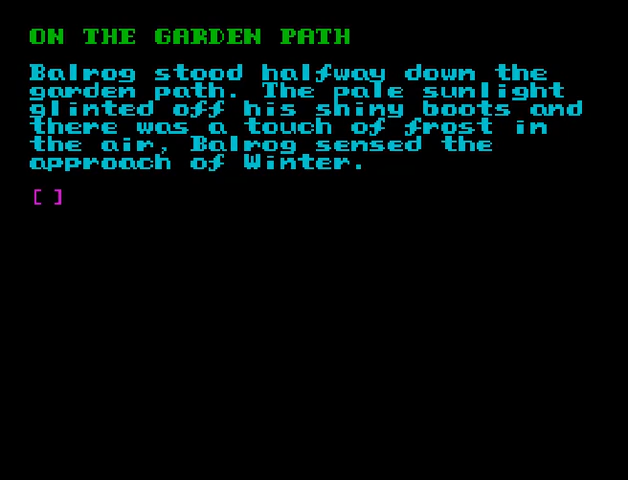 ON THE GARDEN PATH
Balrog stood halfway down the
garden path. The pale sunlight
glinted off his shiny boots and
there was a touch of frost in
the air, Balrog sensed the
approach of Winter.
[ ]